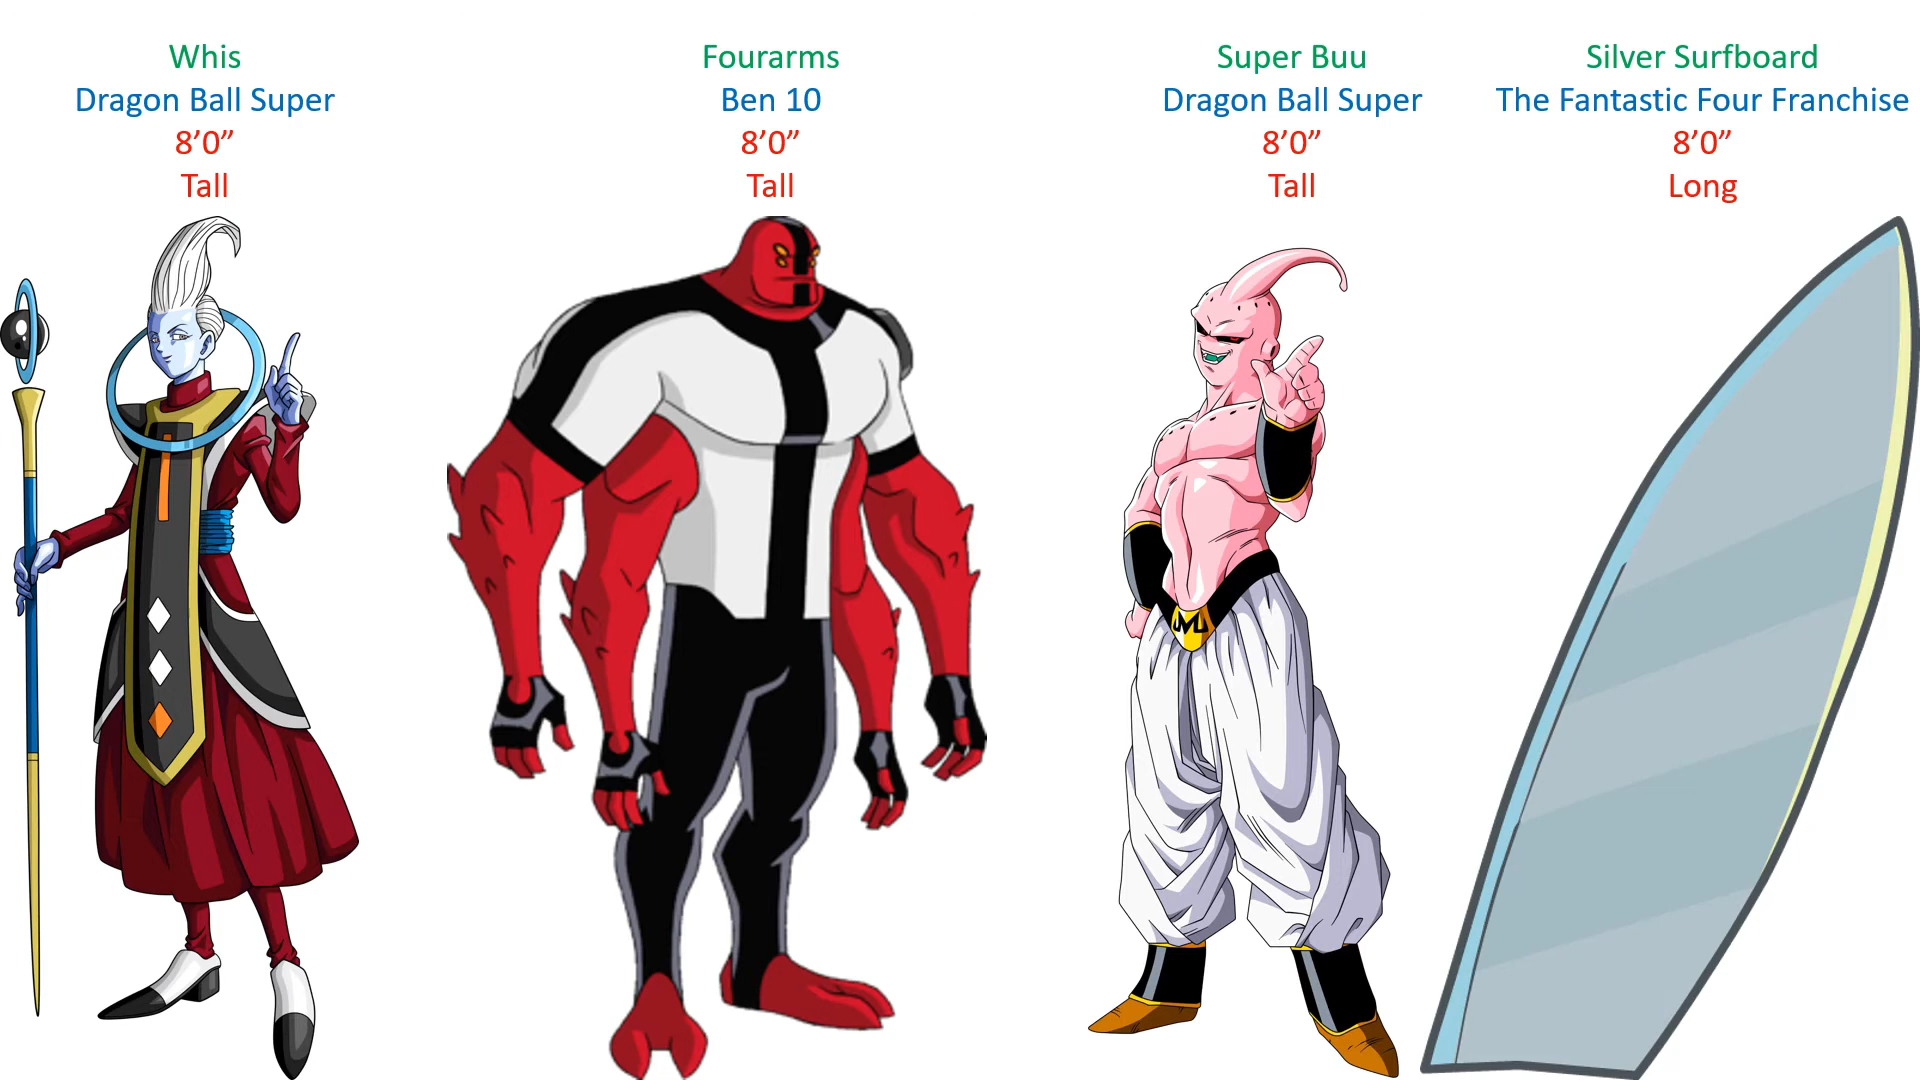 Whis
Dragon Ball Super
8’0”
Tall
Fourarms
Ben 10
8’0”
Tall
Super Buu
Dragon Ball Super
8’0”
Tall
Silver Surfboard
The Fantastic Four Franchise
8’0”
Long
M